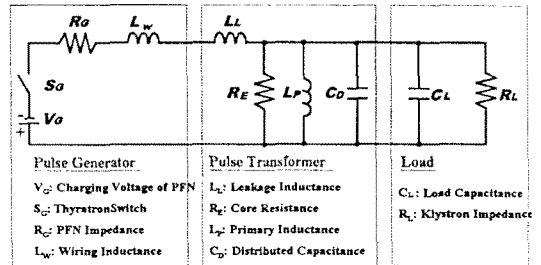 R_G L_W L_L
S_G
V_G
-
+
R_E L_P C_D C_L R_L
Pulse Generator
V_G: Charging Voltage of PFN
S_G: ThyratronSwitch
R_G: PFN Impedance
L_W: Wiring Inductance
Pulse Transformer
L_L: Leakage Inductance
R_E: Core Resistance
L_P: Primary Inductance
C_D: Distributed Capacitance
Load
C_L: Load Capacitance
R_L: Klystron Impedance